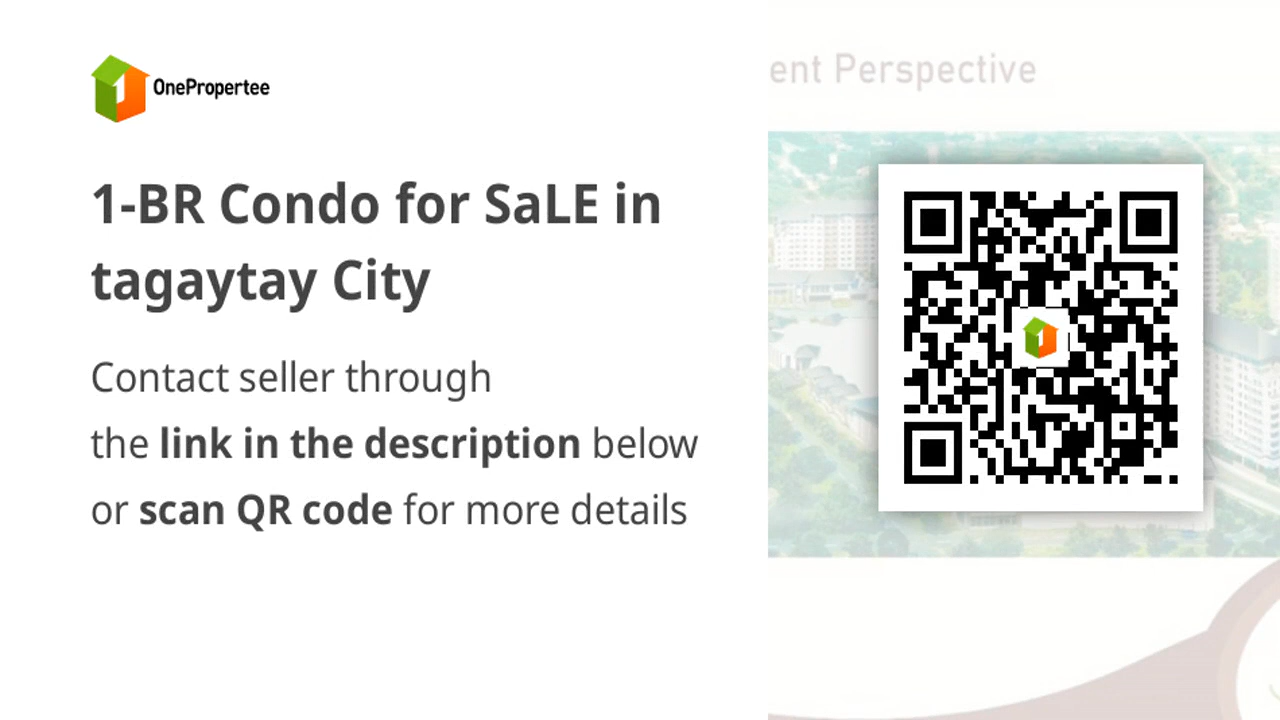 OnePropertee
ent Perspective
1-BR Condo for SaLE in
tagaytay City
Contact seller through
the link in the description below
or scan QR code for more details